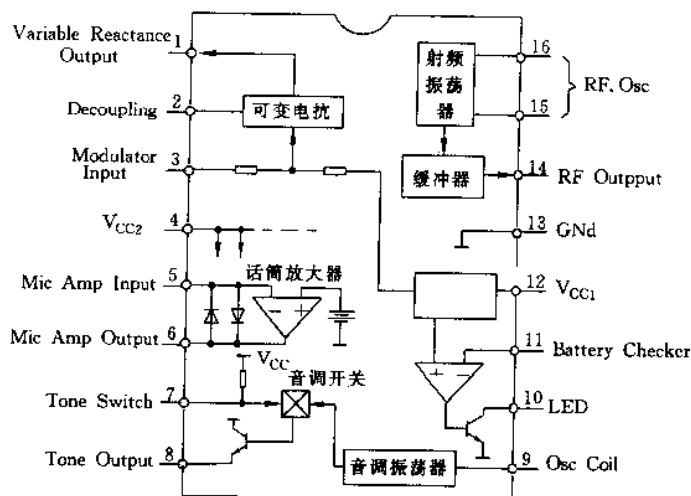 Variable Reactance
Output
1
Decoupling
2
可变电抗
Modulator
Input
3
VCC2
4
Mic Amp Input
5
话筒放大器
Mic Amp Output
6
VCC
音调开关
Tone Switch
7
Tone Output
8
音调振荡器
射频
振荡
器
16
RF. Osc
15
缓冲器
14
RF Outpput
13
GNd
12
VCC1
11
Battery Checker
10
LED
9
Osc Coil
− +
+ −